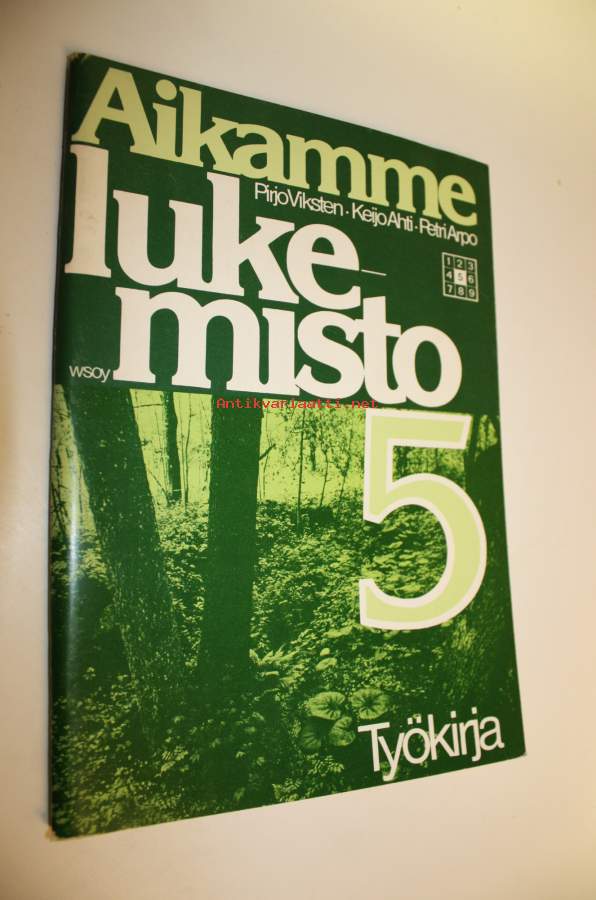 Aikamme
Pirjo Viksten · Keijo Ahti · Petri Arpo
luke-
misto
1 2 3
4 5 6
7 8 9
wsoy
Antikvariaatti.net
5
Työkirja